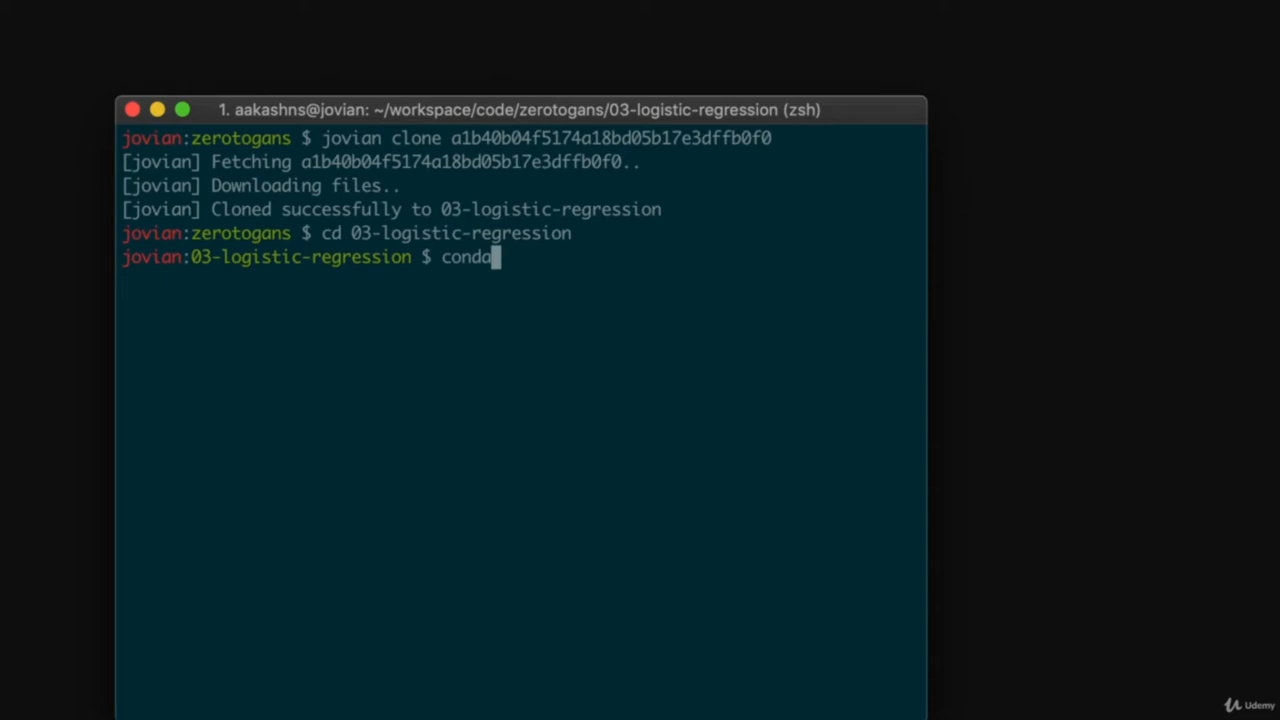 1. aakashns@jovian: ~/workspace/code/zerotogans/03-logistic-regression (zsh)
jovian:zerotogans $ jovian clone a1b40b04f5174a18bd05b17e3dffb0f0
[jovian] Fetching a1b40b04f5174a18bd05b17e3dffb0f0..
[jovian] Downloading files..
[jovian] Cloned successfully to 03-logistic-regression
jovian:zerotogans $ cd 03-logistic-regression
jovian:03-logistic-regression $ conda
Udemy